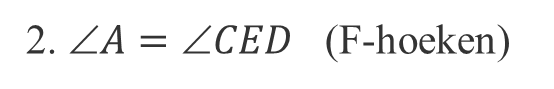 2. ∠A = ∠CED (F-hoeken)